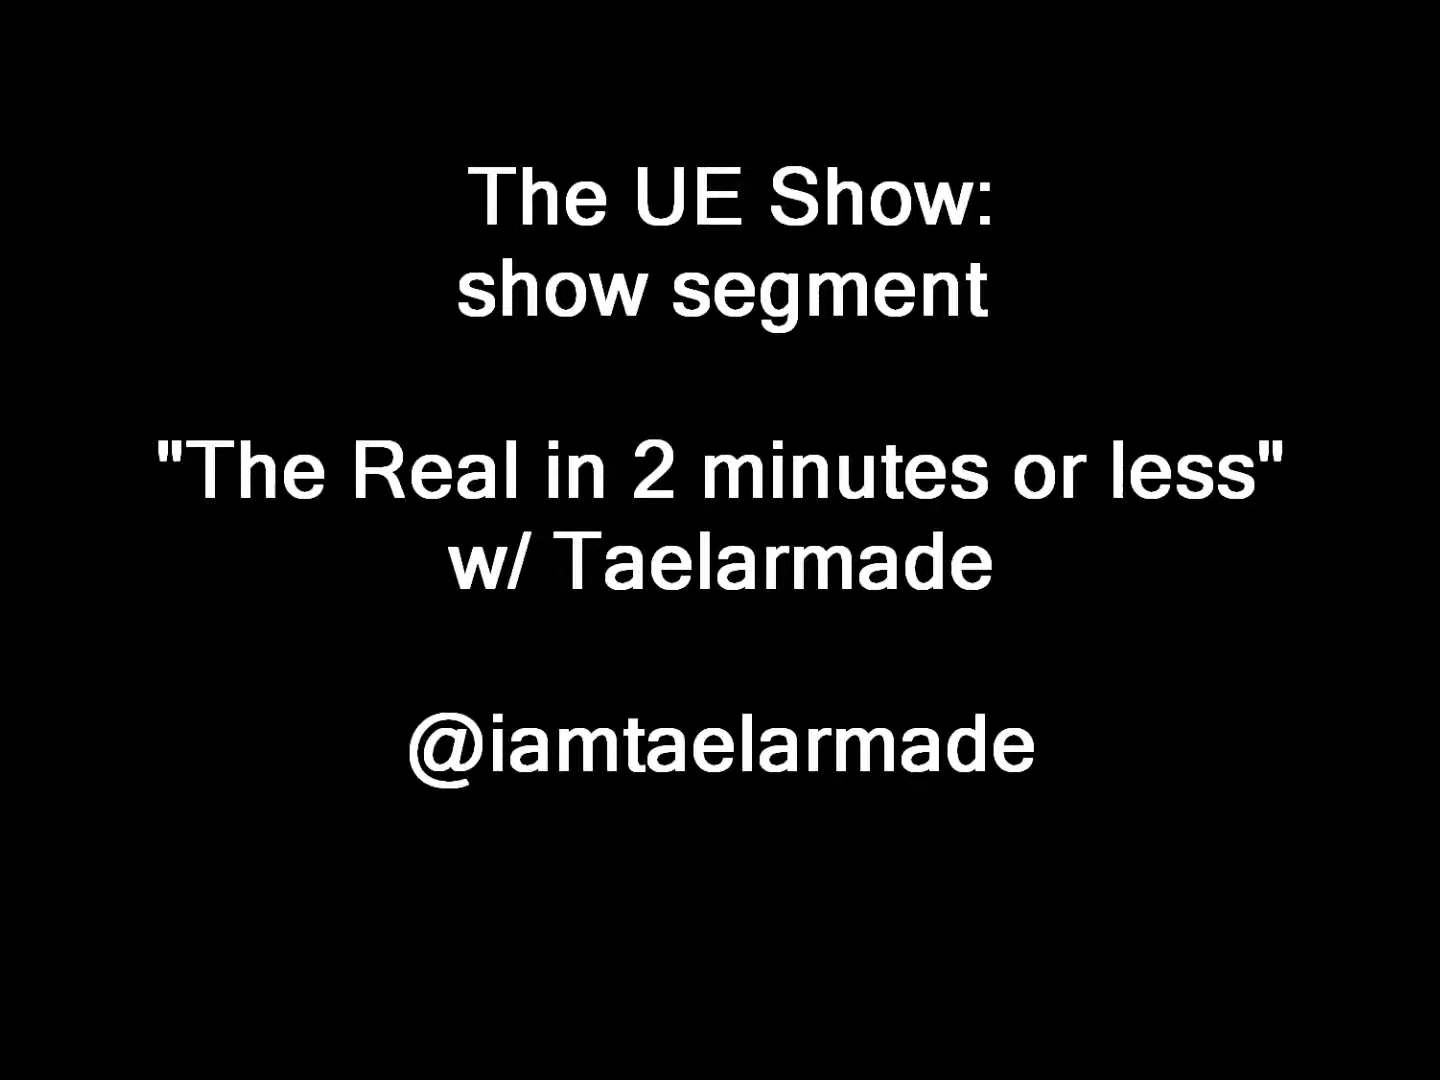 The UE Show:
show segment
"The Real in 2 minutes or less"
w/ Taelarmade
@iamtaelarmade